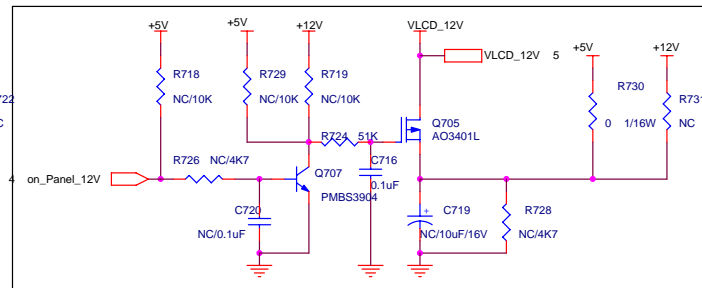 +5V
+5V
+12V
VLCD_12V
VLCD_12V 5
+5V
+12V
R718
NC/10K
R729
NC/10K
R719
NC/10K
Q705
AO3401L
R730
0 1/16W
R731
NC
R724 51K
C716
0.1uF
R726 NC/4K7
4 on_Panel_12V
Q707
PMBS3904
C720
NC/0.1uF
C719
NC/10uF/16V
R728
NC/4K7